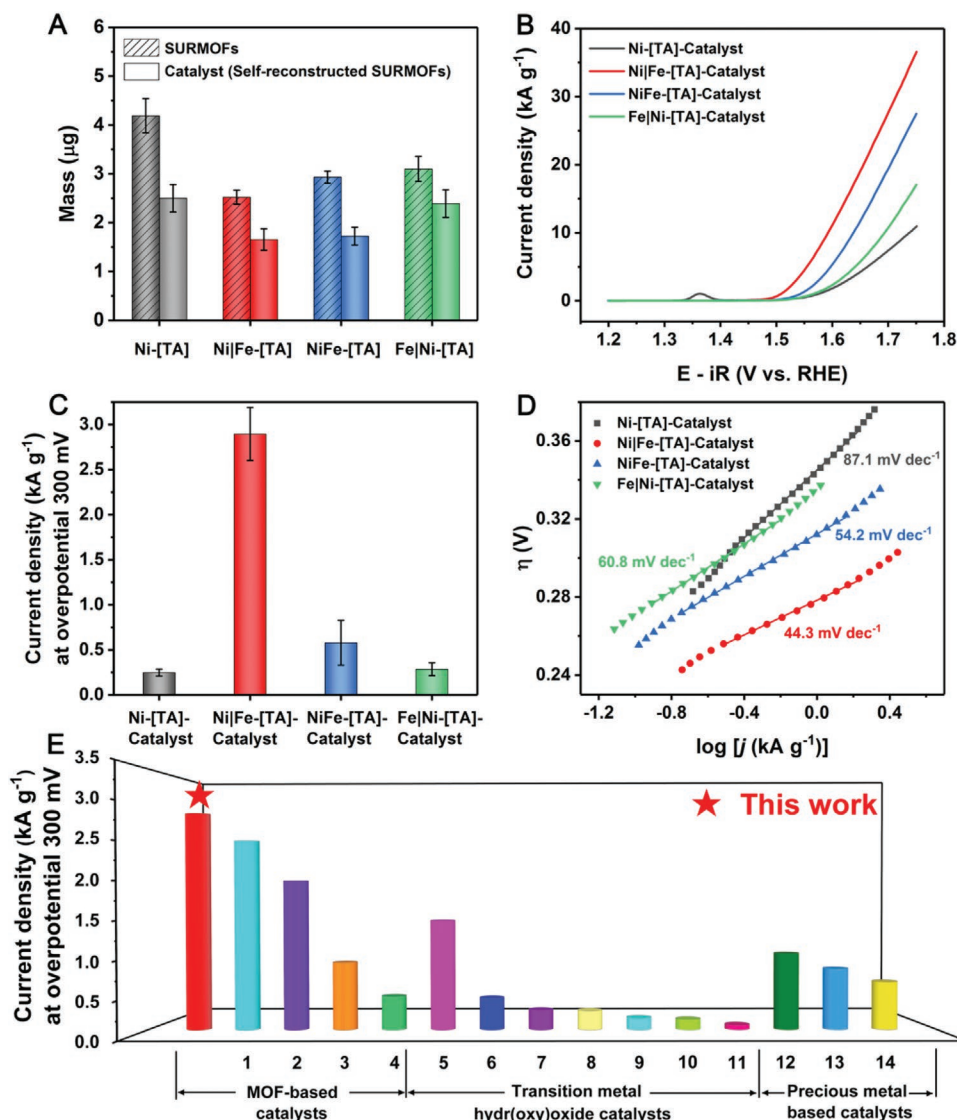 A
6
5
4
3
2
1
0
Mass (μg)
SURMOFs
Catalyst (Self-reconstructed SURMOFs)
Ni-[TA] Ni|Fe-[TA] NiFe-[TA] Fe|Ni-[TA]
B
40
30
20
10
0
Current density (kA g-1)
Ni-[TA]-Catalyst
Ni|Fe-[TA]-Catalyst
NiFe-[TA]-Catalyst
Fe|Ni-[TA]-Catalyst
1.2 1.3 1.4 1.5 1.6 1.7 1.8
E - iR (V vs. RHE)
C
3.0
2.5
2.0
1.5
1.0
0.5
0.0
Current density (kA g-1)
at overpotential 300 mV
Ni-[TA]- Ni|Fe-[TA]- NiFe-[TA]- Fe|Ni-[TA]-
Catalyst Catalyst Catalyst Catalyst
D
0.36
0.32
0.28
0.24
η (V)
Ni-[TA]-Catalyst
Ni|Fe-[TA]-Catalyst
NiFe-[TA]-Catalyst
Fe|Ni-[TA]-Catalyst
87.1 mV dec-1
54.2 mV dec-1
60.8 mV dec-1
44.3 mV dec-1
-1.2 -0.8 -0.4 0.0 0.4
log [j (kA g-1)]
E
3.5
3.0
2.5
2.0
1.5
1.0
0.5
0.0
Current density (kA g-1)
at overpotential 300 mV
This work
1 2 3 4 5 6 7 8 9 10 11 12 13 14
MOF-based
catalysts
Transition metal
hydr(oxy)oxide catalysts
Precious metal
based catalysts